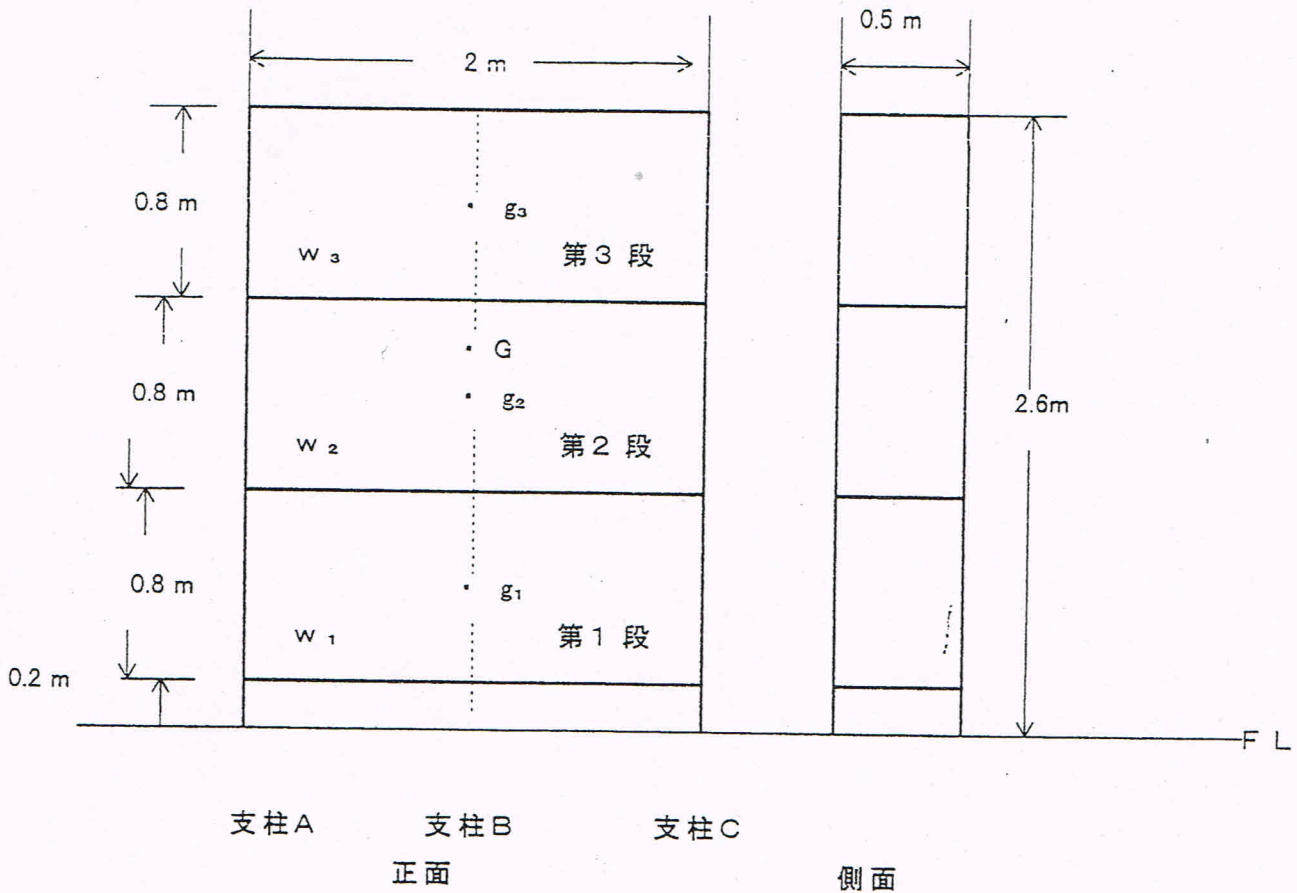 0.5 m
2 m
0.8 m
g₃
w ₃ 第3 段
G
0.8 m
g₂
2.6m
w ₂ 第2 段
0.8 m
g₁
w ₁ 第1 段
0.2 m
F L
支柱A 支柱B 支柱C
正面 側面